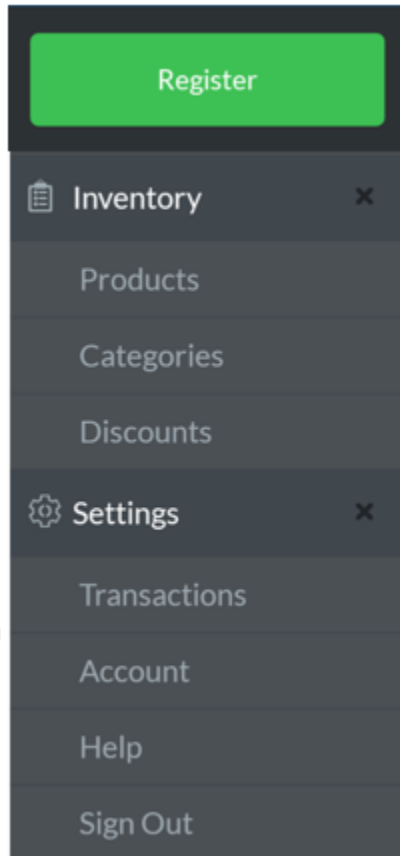 Register
Inventory
Products
Categories
Discounts
Settings
Transactions
Account
Help
Sign Out